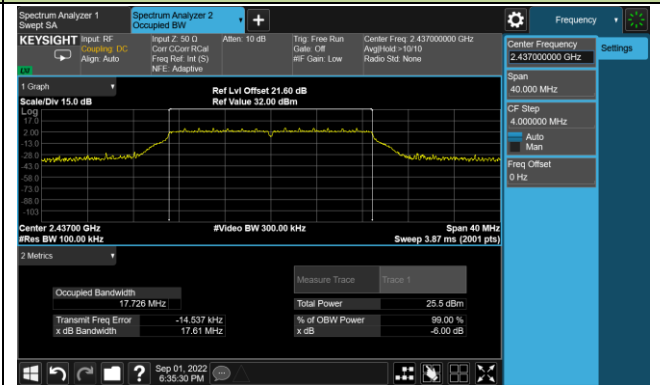 Spectrum Analyzer 1
Swept SA
Spectrum Analyzer 2
Occupied BW
+
Frequency
KEYSIGHT
Input: RF
Coupling: DC
Align: Auto
Input Z: 50 Ω
Corr CCorr RCal
Freq Ref: Int (S)
NFE: Adaptive
Atten: 10 dB
Trig: Free Run
Gate: Off
#IF Gain: Low
Center Freq: 2.437000000 GHz
Avg|Hold:>10/10
Radio Std: None
LW
Center Frequency
2.437000000 GHz
Settings
Span
40.000 MHz
CF Step
4.000000 MHz
Auto
Man
Freq Offset
0 Hz
1 Graph
Scale/Div 15.0 dB
Ref Lvl Offset 21.60 dB
Ref Value 32.00 dBm
Log
17.0
2.00
-13.0
-28.0
-43.0
-58.0
-73.0
-88.0
-103
Center 2.43700 GHz
#Res BW 100.00 kHz
#Video BW 300.00 kHz
Span 40 MHz
Sweep 3.87 ms (2001 pts)
2 Metrics
Measure Trace
Trace 1
Occupied Bandwidth
17.726 MHz
Total Power
25.5 dBm
Transmit Freq Error
-14.537 kHz
% of OBW Power
99.00 %
x dB Bandwidth
17.61 MHz
x dB
-6.00 dB
?
Sep 01, 2022
6:35:30 PM